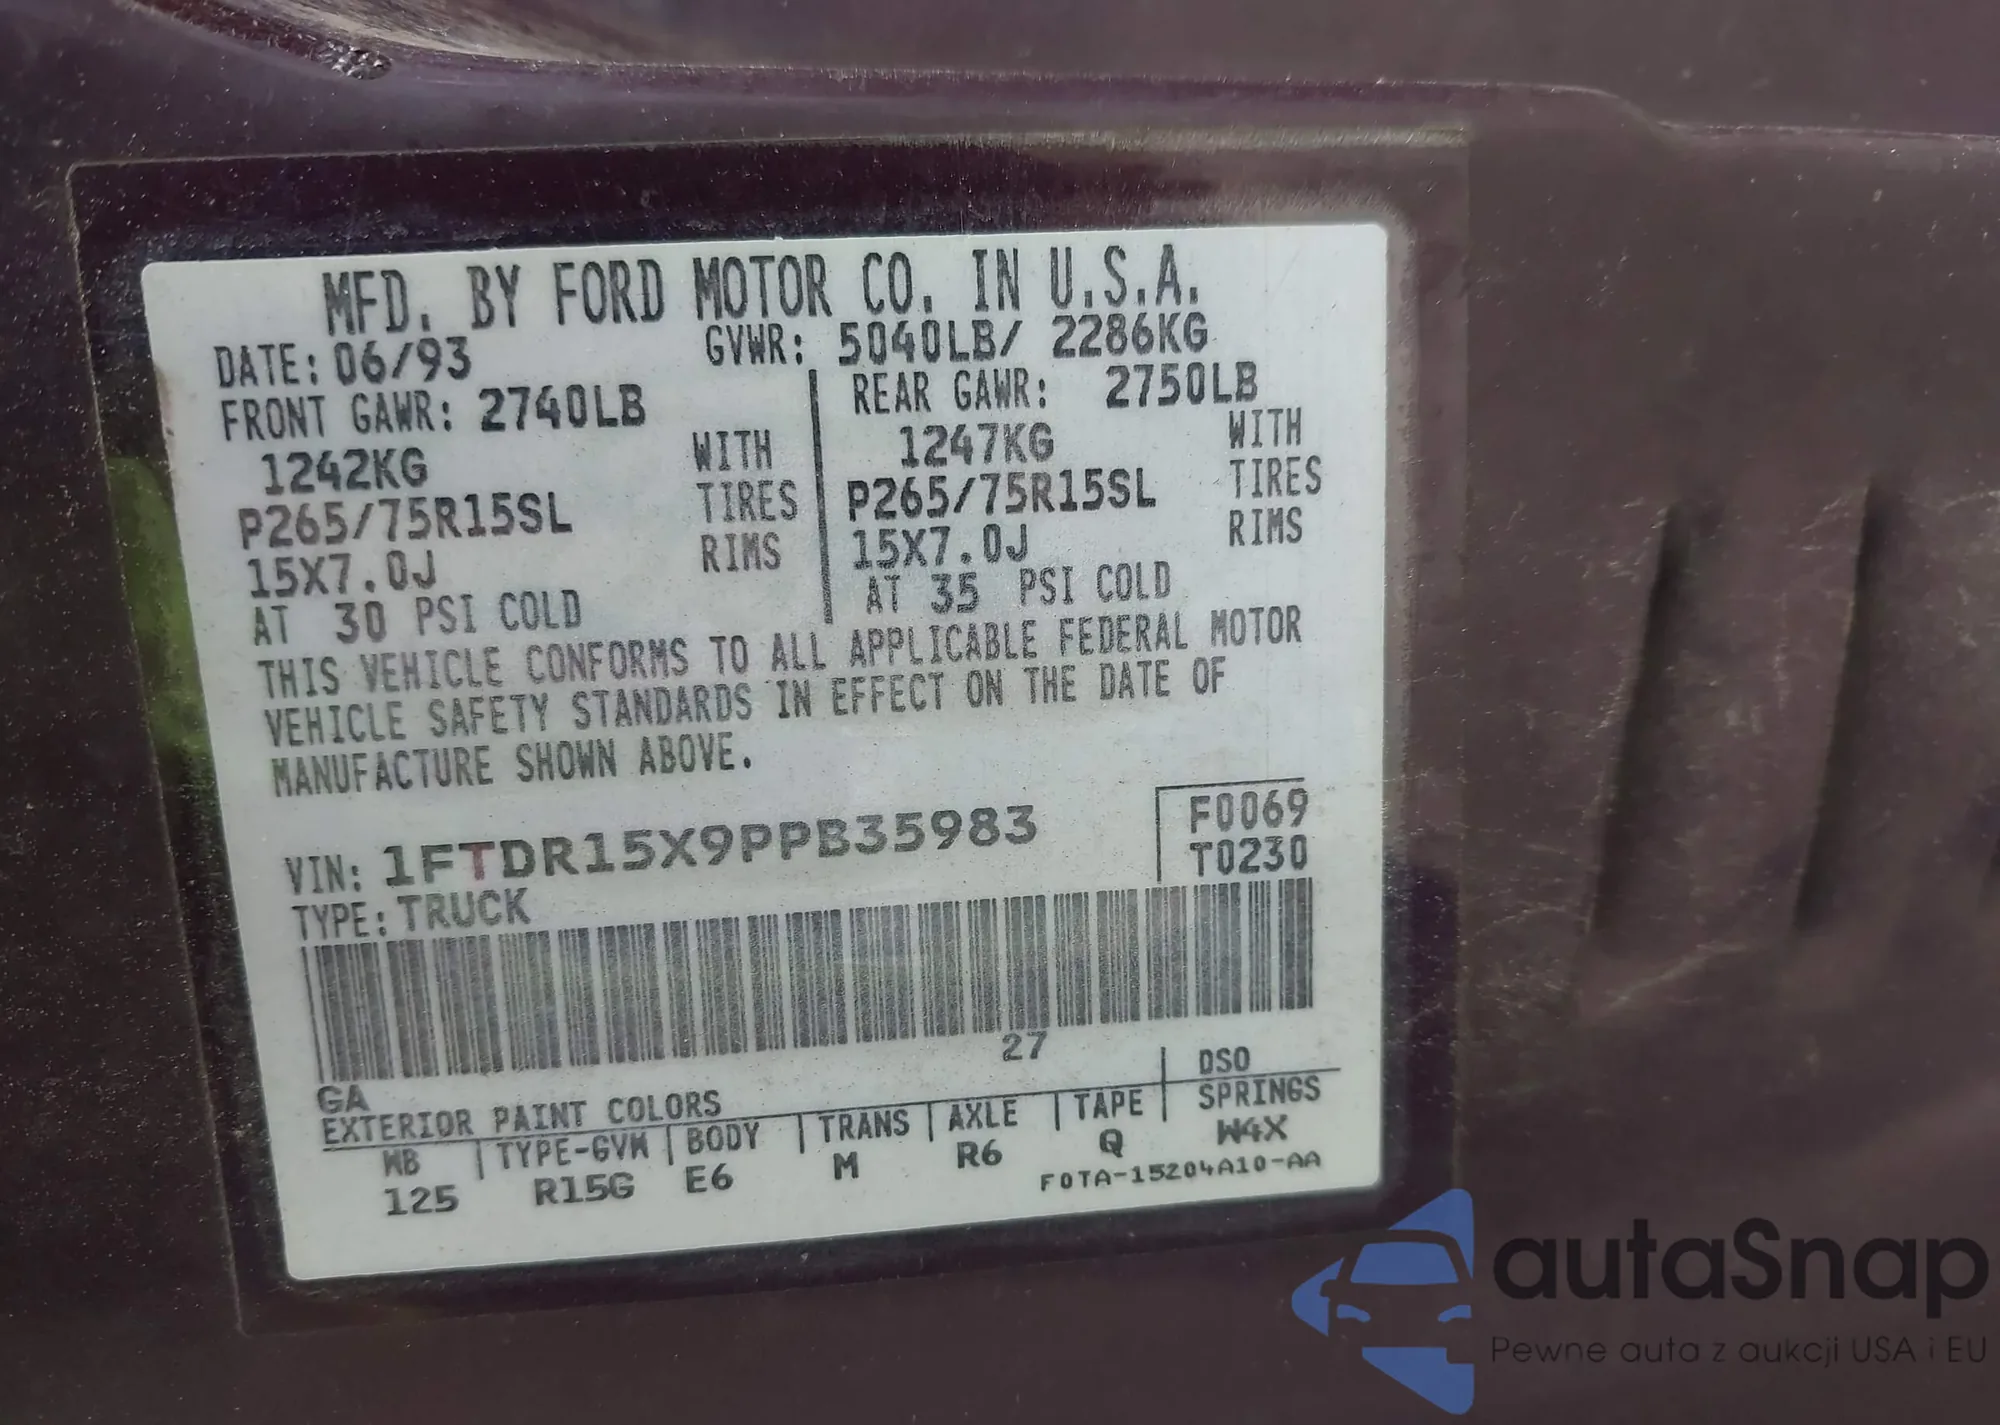 MFD. BY FORD MOTOR CO. IN U.S.A.
DATE: 06/93 GVWR: 5040LB/ 2286KG
FRONT GAWR: 2740LB REAR GAWR: 2750LB
1242KG WITH 1247KG WITH
P265/75R15SL TIRES P265/75R15SL TIRES
15X7.0J RIMS 15X7.0J RIMS
AT 30 PSI COLD AT 35 PSI COLD
THIS VEHICLE CONFORMS TO ALL APPLICABLE FEDERAL MOTOR
VEHICLE SAFETY STANDARDS IN EFFECT ON THE DATE OF
MANUFACTURE SHOWN ABOVE.
VIN: 1FTDR15X9PPB35983 F0069
TYPE: TRUCK T0230
27
GA DSO
EXTERIOR PAINT COLORS
WB TYPE-GVW BODY TRANS AXLE TAPE SPRINGS
125 R15G E6 M R6 Q W4X
F0TA-15204A10-AA
autaSnap
Pewne auta z aukcji USA i EU